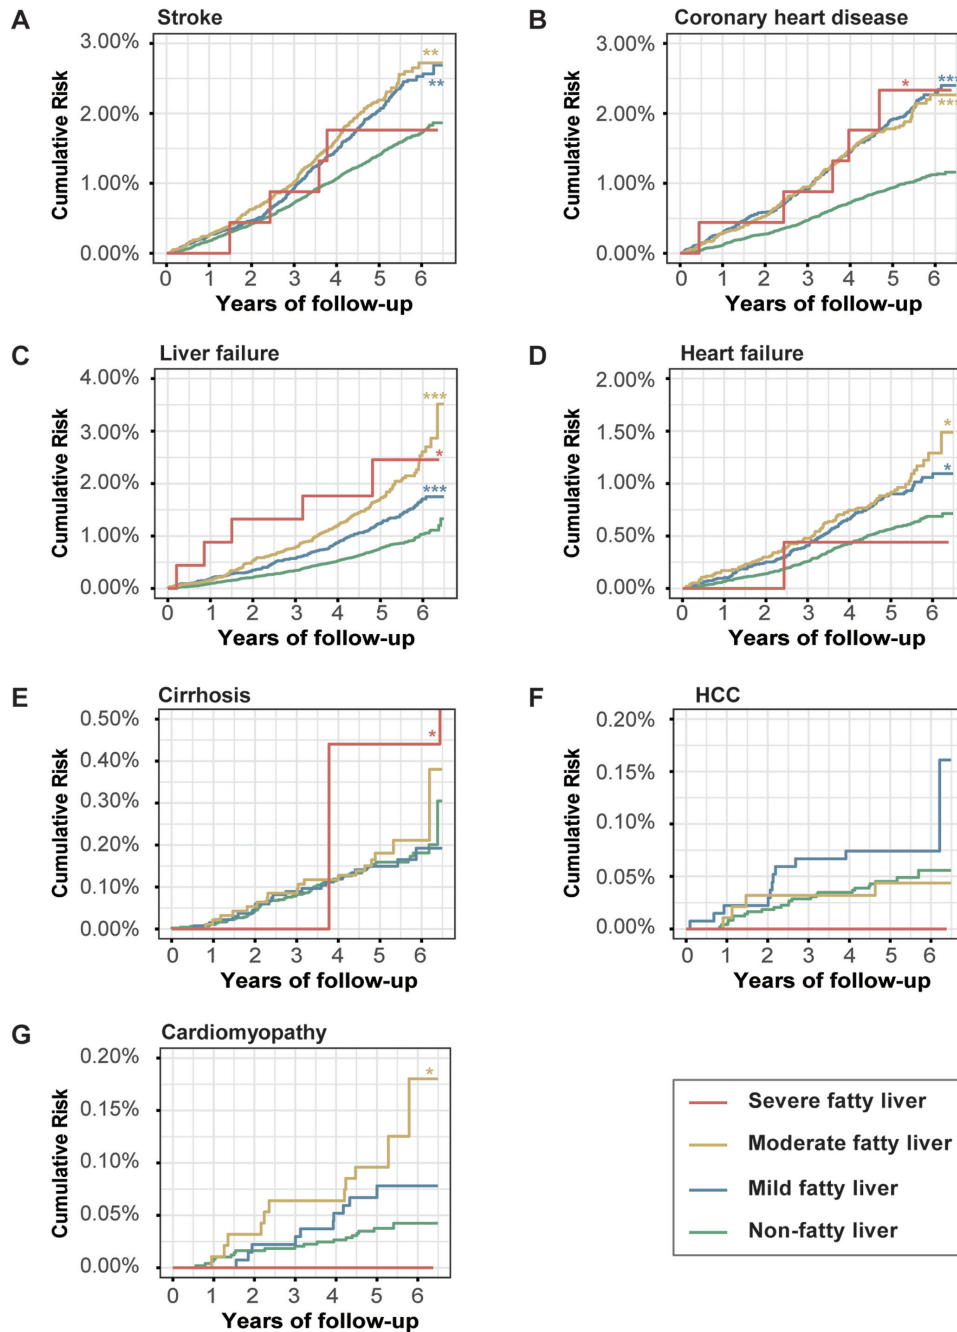 A Stroke
Cumulative Risk
3.00%
2.00%
1.00%
0.00%
**
**
0 1 2 3 4 5 6
Years of follow-up
B Coronary heart disease
Cumulative Risk
3.00%
2.00%
1.00%
0.00%
*
***
***
0 1 2 3 4 5 6
Years of follow-up
C Liver failure
Cumulative Risk
4.00%
3.00%
2.00%
1.00%
0.00%
***
*
***
0 1 2 3 4 5 6
Years of follow-up
D Heart failure
Cumulative Risk
2.00%
1.50%
1.00%
0.50%
0.00%
*
*
0 1 2 3 4 5 6
Years of follow-up
E Cirrhosis
Cumulative Risk
0.50%
0.40%
0.30%
0.20%
0.10%
0.00%
*
0 1 2 3 4 5 6
Years of follow-up
F HCC
Cumulative Risk
0.20%
0.15%
0.10%
0.05%
0.00%
0 1 2 3 4 5 6
Years of follow-up
G Cardiomyopathy
Cumulative Risk
0.20%
0.15%
0.10%
0.05%
0.00%
*
0 1 2 3 4 5 6
Years of follow-up
Severe fatty liver
Moderate fatty liver
Mild fatty liver
Non-fatty liver